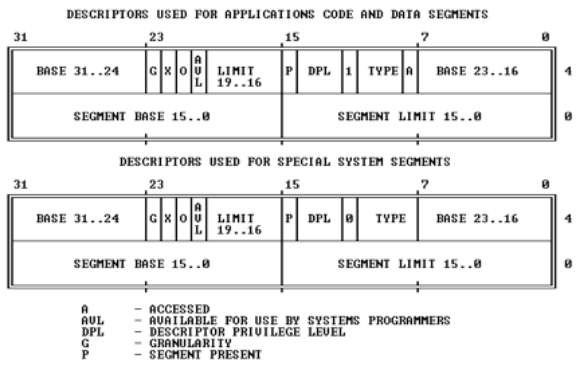 DESCRIPTORS USED FOR APPLICATIONS CODE AND DATA SEGMENTS
31 23 15 7 0
BASE 31..24 G X O AVL LIMIT 19..16 P DPL 1 TYPE A BASE 23..16 4
SEGMENT BASE 15..0 SEGMENT LIMIT 15..0 0
DESCRIPTORS USED FOR SPECIAL SYSTEM SEGMENTS
31 23 15 7 0
BASE 31..24 G X O AVL LIMIT 19..16 P DPL 0 TYPE BASE 23..16 4
SEGMENT BASE 15..0 SEGMENT LIMIT 15..0 0
A - ACCESSED
AVL - AVAILABLE FOR USE BY SYSTEMS PROGRAMMERS
DPL - DESCRIPTOR PRIVILEGE LEVEL
G - GRANULARITY
P - SEGMENT PRESENT